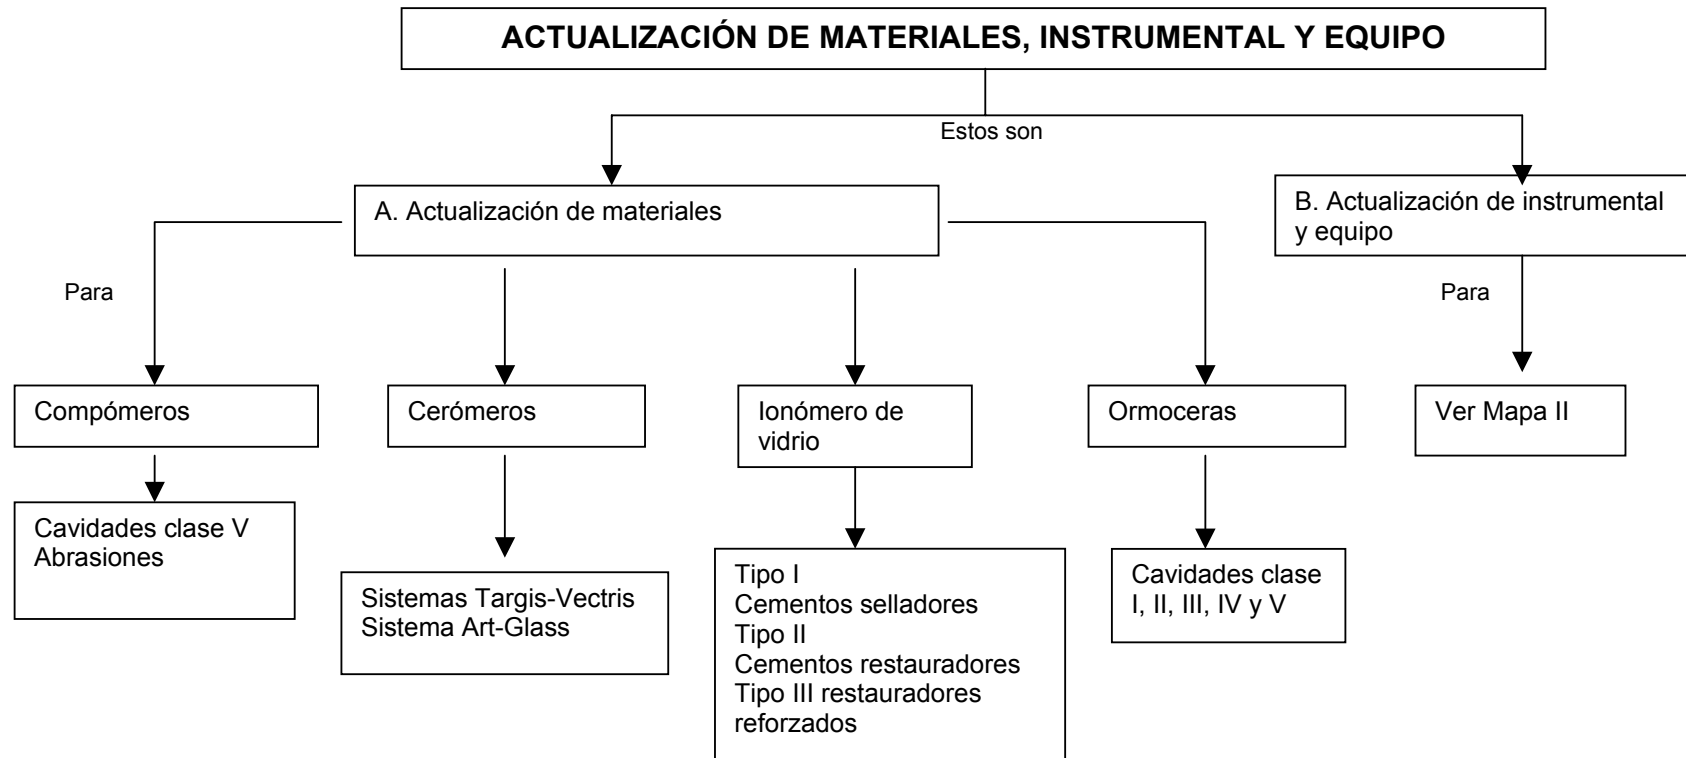 ACTUALIZACIÓN DE MATERIALES, INSTRUMENTAL Y EQUIPO
Estos son
A. Actualización de materiales
B. Actualización de instrumental
y equipo
Para
Para
Compómeros
Cerómeros
Ionómero de
vidrio
Ormoceras
Ver Mapa II
Cavidades clase V
Abrasiones
Sistemas Targis-Vectris
Sistema Art-Glass
Tipo I
Cementos selladores
Tipo II
Cementos restauradores
Tipo III restauradores
reforzados
Cavidades clase
I, II, III, IV y V